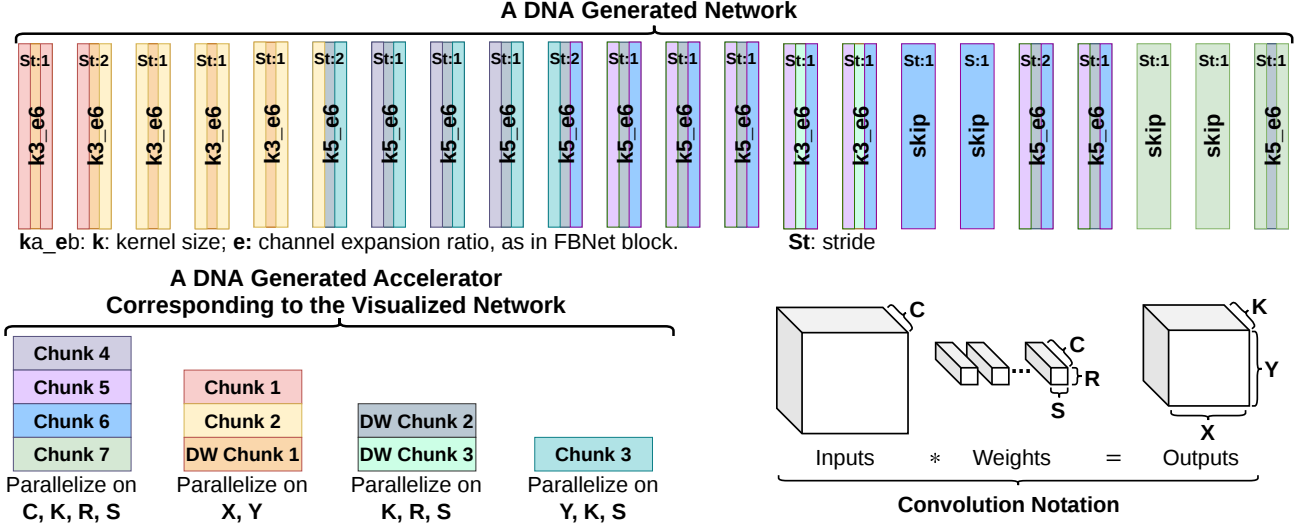 A DNA Generated Network
St:1 St:2 St:1 St:1 St:1 St:2 St:1 St:1 St:1 St:2 St:1 St:1 St:1 St:1 St:1 St:1 S:1 St:2 St:1 St:1 St:1 St:1
k3_e6 k3_e6 k3_e6 k3_e6 k3_e6 k5_e6 k5_e6 k5_e6 k5_e6 k5_e6 k5_e6 k5_e6 k5_e6 k3_e6 k3_e6 skip skip k5_e6 k5_e6 skip skip k5_e6
ka_eb: k: kernel size; e: channel expansion ratio, as in FBNet block.
St: stride
A DNA Generated Accelerator
Corresponding to the Visualized Network
Chunk 4
Chunk 5
Chunk 6
Chunk 7
Parallelize on
C, K, R, S
Chunk 1
Chunk 2
DW Chunk 1
Parallelize on
X, Y
DW Chunk 2
DW Chunk 3
Parallelize on
K, R, S
Chunk 3
Parallelize on
Y, K, S
C
C
R
S
...
K
Y
X
Inputs * Weights = Outputs
Convolution Notation